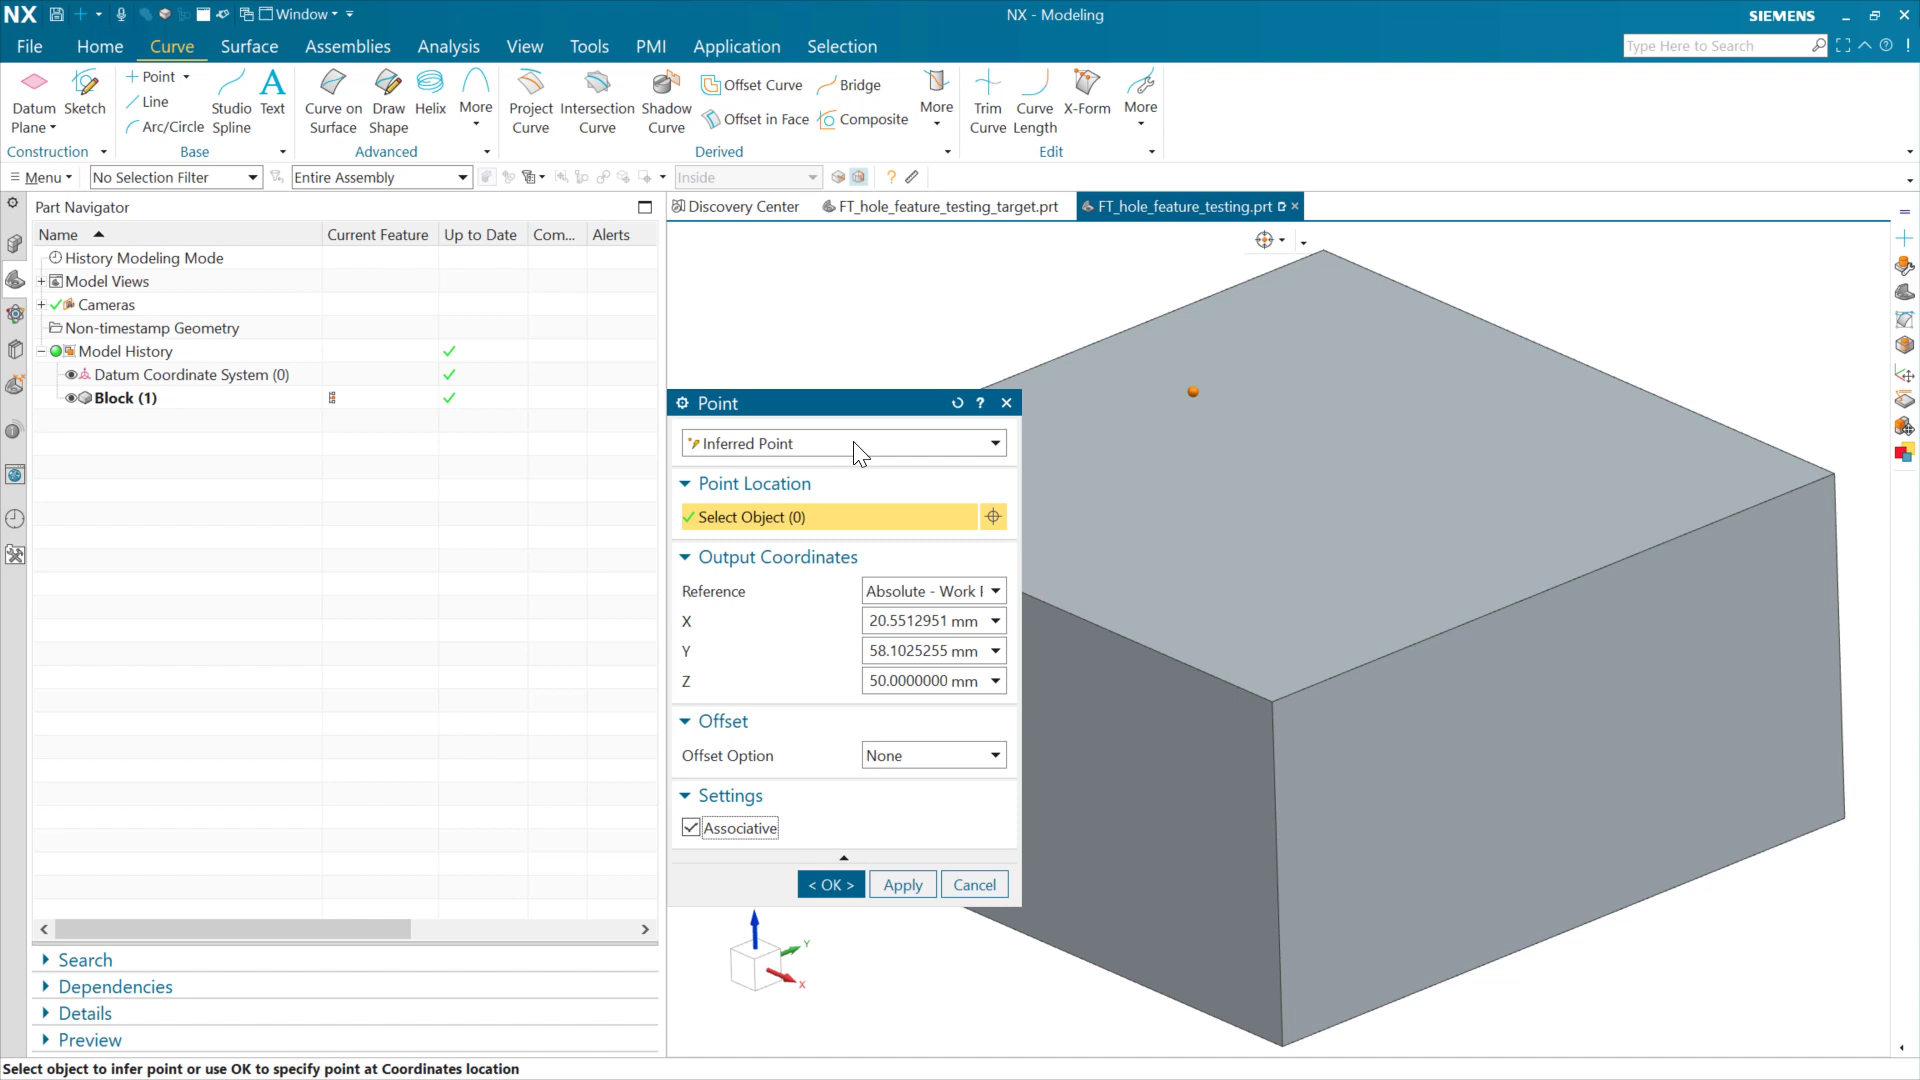 NX
Window
NX - Modeling
SIEMENS
File
Home
Curve
Surface
Assemblies
Analysis
View
Tools
PMI
Application
Selection
Type Here to Search
Datum Plane
Sketch
Point
Line
Arc/Circle
Studio Spline
Text
Curve on Surface
Draw Shape
Helix
More
Project Curve
Intersection Curve
Shadow Curve
Offset Curve
Offset in Face
Bridge
Composite
More
Trim Curve
Curve Length
X-Form
More
Construction
Base
Advanced
Derived
Edit
Menu
No Selection Filter
Entire Assembly
Inside
Part Navigator
Discovery Center
FT_hole_feature_testing_target.prt
FT_hole_feature_testing.prt
Name
Current Feature
Up to Date
Com...
Alerts
History Modeling Mode
Model Views
Cameras
Non-timestamp Geometry
Model History
Datum Coordinate System (0)
Block (1)
Point
Inferred Point
Point Location
Select Object (0)
Output Coordinates
Reference
Absolute - Work
X
20.5512951 mm
Y
58.1025255 mm
Z
50.0000000 mm
Offset
Offset Option
None
Settings
Associative
< OK >
Apply
Cancel
Y
X
Search
Dependencies
Details
Preview
Select object to infer point or use OK to specify point at Coordinates location